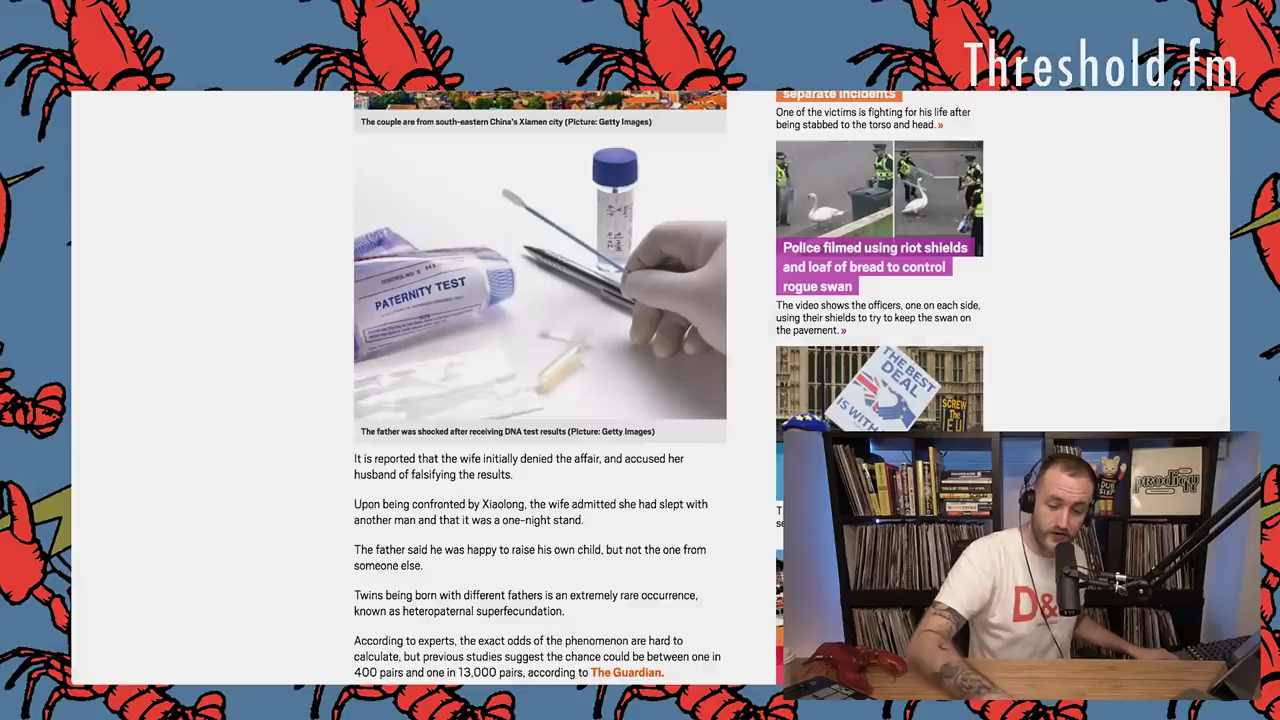 Threshold.fm
The couple are from south-eastern China's Xiamen city (Picture: Getty Images)
PATERNITY TEST
The father was shocked after receiving DNA test results (Picture: Getty Images)
It is reported that the wife initially denied the affair, and accused her
husband of falsifying the results.
Upon being confronted by Xiaolong, the wife admitted she had slept with
another man and that it was a one-night stand.
The father said he was happy to raise his own child, but not the one from
someone else.
Twins being born with different fathers is an extremely rare occurrence,
known as heteropaternal superfecundation.
According to experts, the exact odds of the phenomenon are hard to
calculate, but previous studies suggest the chance could be between one in
400 pairs and one in 13,000 pairs, according to The Guardian.
separate incidents
One of the victims is fighting for his life after
being stabbed to the torso and head. »
Police filmed using riot shields
and loaf of bread to control
rogue swan
The video shows the officers, one on each side,
using their shields to try to keep the swan on
the pavement. »
THE BEST
DEAL
IS WITH
SCREW
The
EU
prodigy
D&